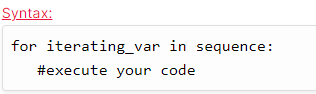 Syntax:
for iterating_var in sequence:
   #execute your code